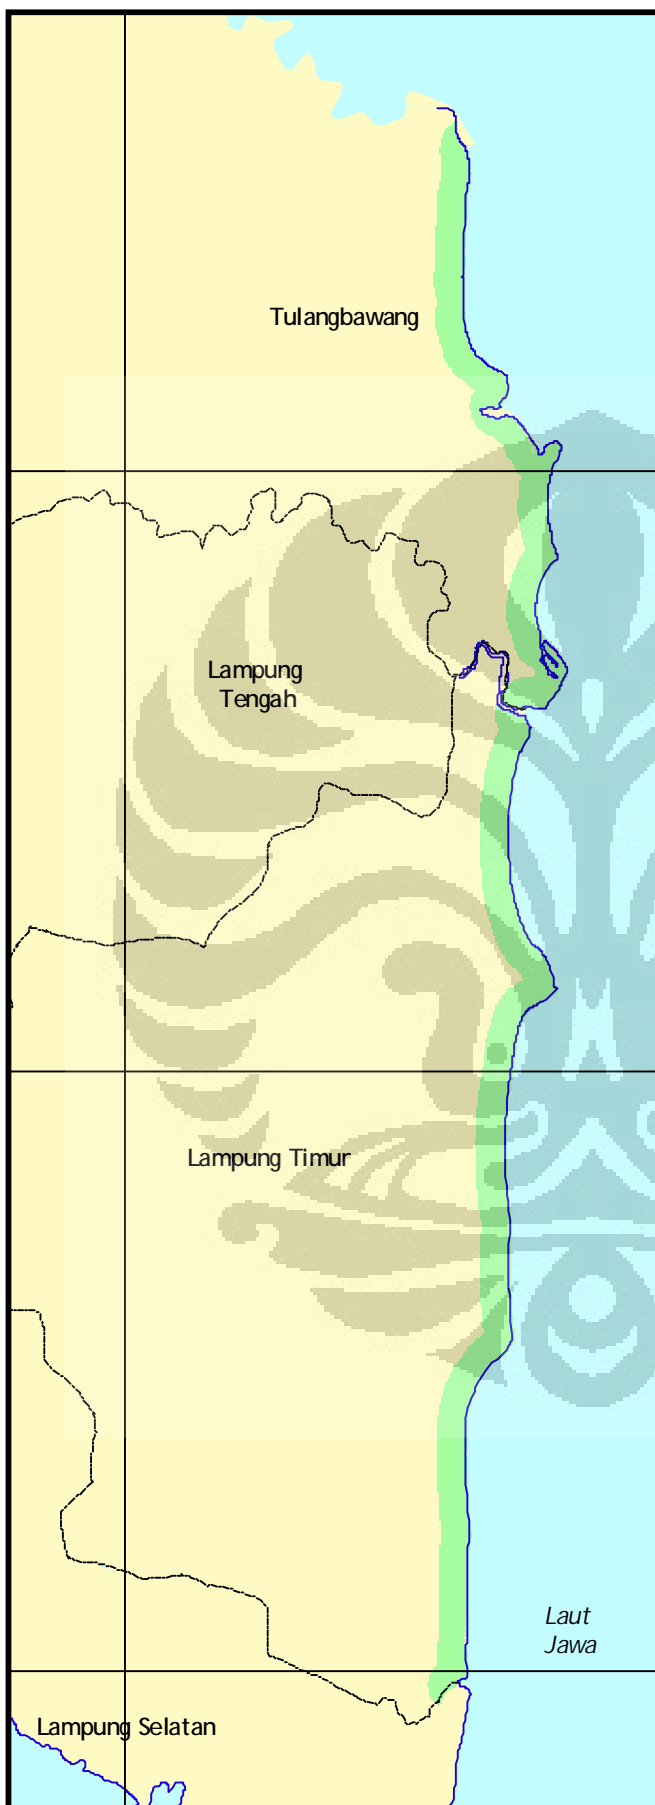 Tulangbawang
Lampung
Tengah
Lampung Timur
Laut
Jawa
Lampung Selatan